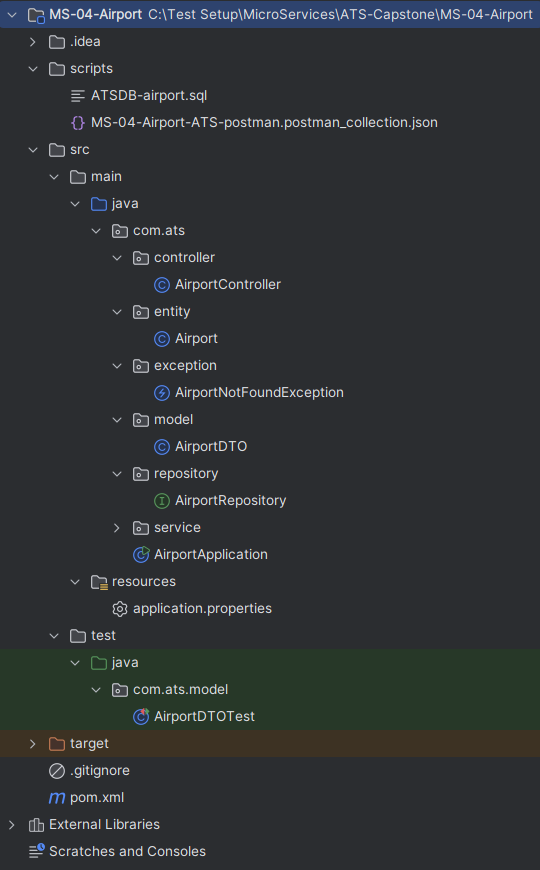 MS-04-Airport C:\Test Setup\MicroServices\ATS-Capstone\MS-04-Airport
.idea
scripts
ATSDB-airport.sql
MS-04-Airport-ATS-postman.postman_collection.json
src
main
java
com.ats
controller
AirportController
entity
Airport
exception
AirportNotFoundException
model
AirportDTO
repository
AirportRepository
service
AirportApplication
resources
application.properties
test
java
com.ats.model
AirportDTOTest
target
.gitignore
pom.xml
External Libraries
Scratches and Consoles